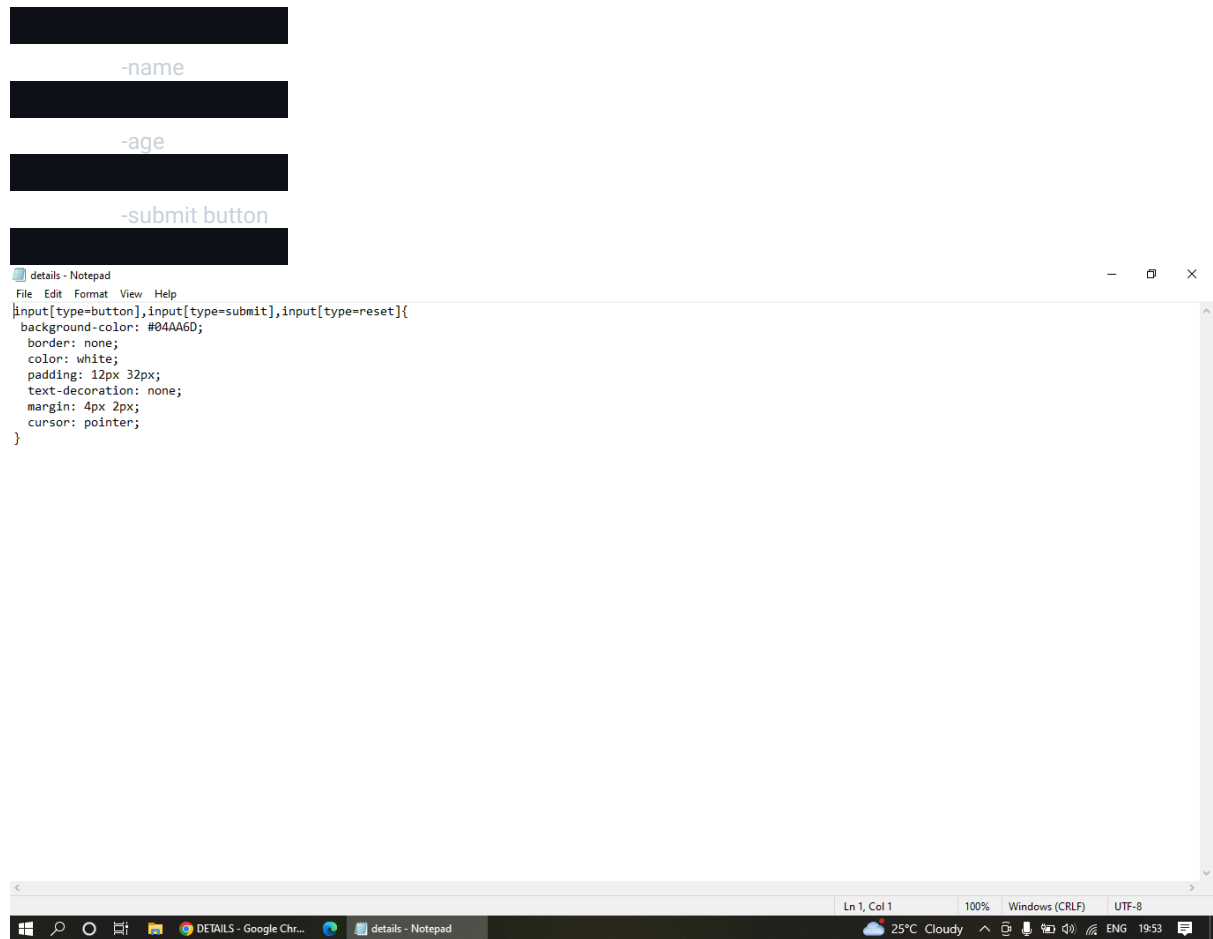 -name
-age
-submit button
details - Notepad
File Edit Format View Help
input[type=button],input[type=submit],input[type=reset]{
 background-color: #04AA6D;
  border: none;
  color: white;
  padding: 12px 32px;
  text-decoration: none;
  margin: 4px 2px;
  cursor: pointer;
}
Ln 1, Col 1 100% Windows (CRLF) UTF-8
DETAILS - Google Chr... details - Notepad 25°C Cloudy ENG 19:53